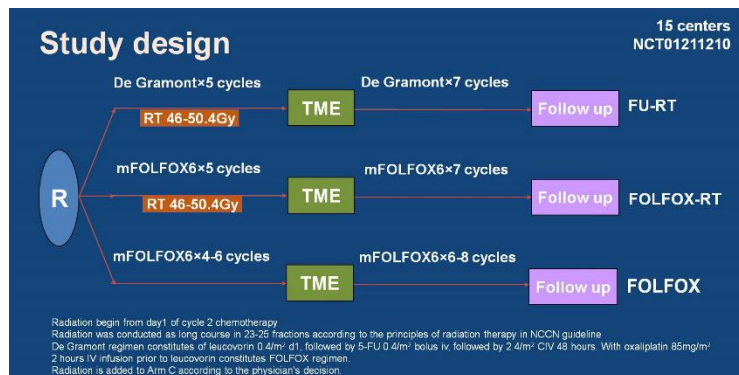 15 centers
Study design
NCT01211210
De Gramont×5 cycles
De Gramont×7 cycles
TME
Follow up
FU-RT
RT 46-50.4Gy
mFOLFOX6×5 cycles
mFOLFOX6×7 cycles
R
RT 46-50.4Gy
TME
Follow up
FOLFOX-RT
mFOLFOX6×4-6 cycles
mFOLFOX6×6-8 cycles
TME
Follow up
FOLFOX
Radiation begin from day1 of cycle 2 chemotherapy
Radiation was conducted as long course in 23-25 fractions according to the principles of radiation therapy in NCCN guideline
De Gramont regimen constitutes of leucovorin 0.4/m² d1, followed by 5-FU 0.4/m² bolus iv, followed by 2.4/m² CIV 48 hours. With oxaliplatin 85mg/m²
2 hours IV infusion prior to leucovorin constitutes FOLFOX regimen.
Radiation is added to Arm C according to the physician's decision.